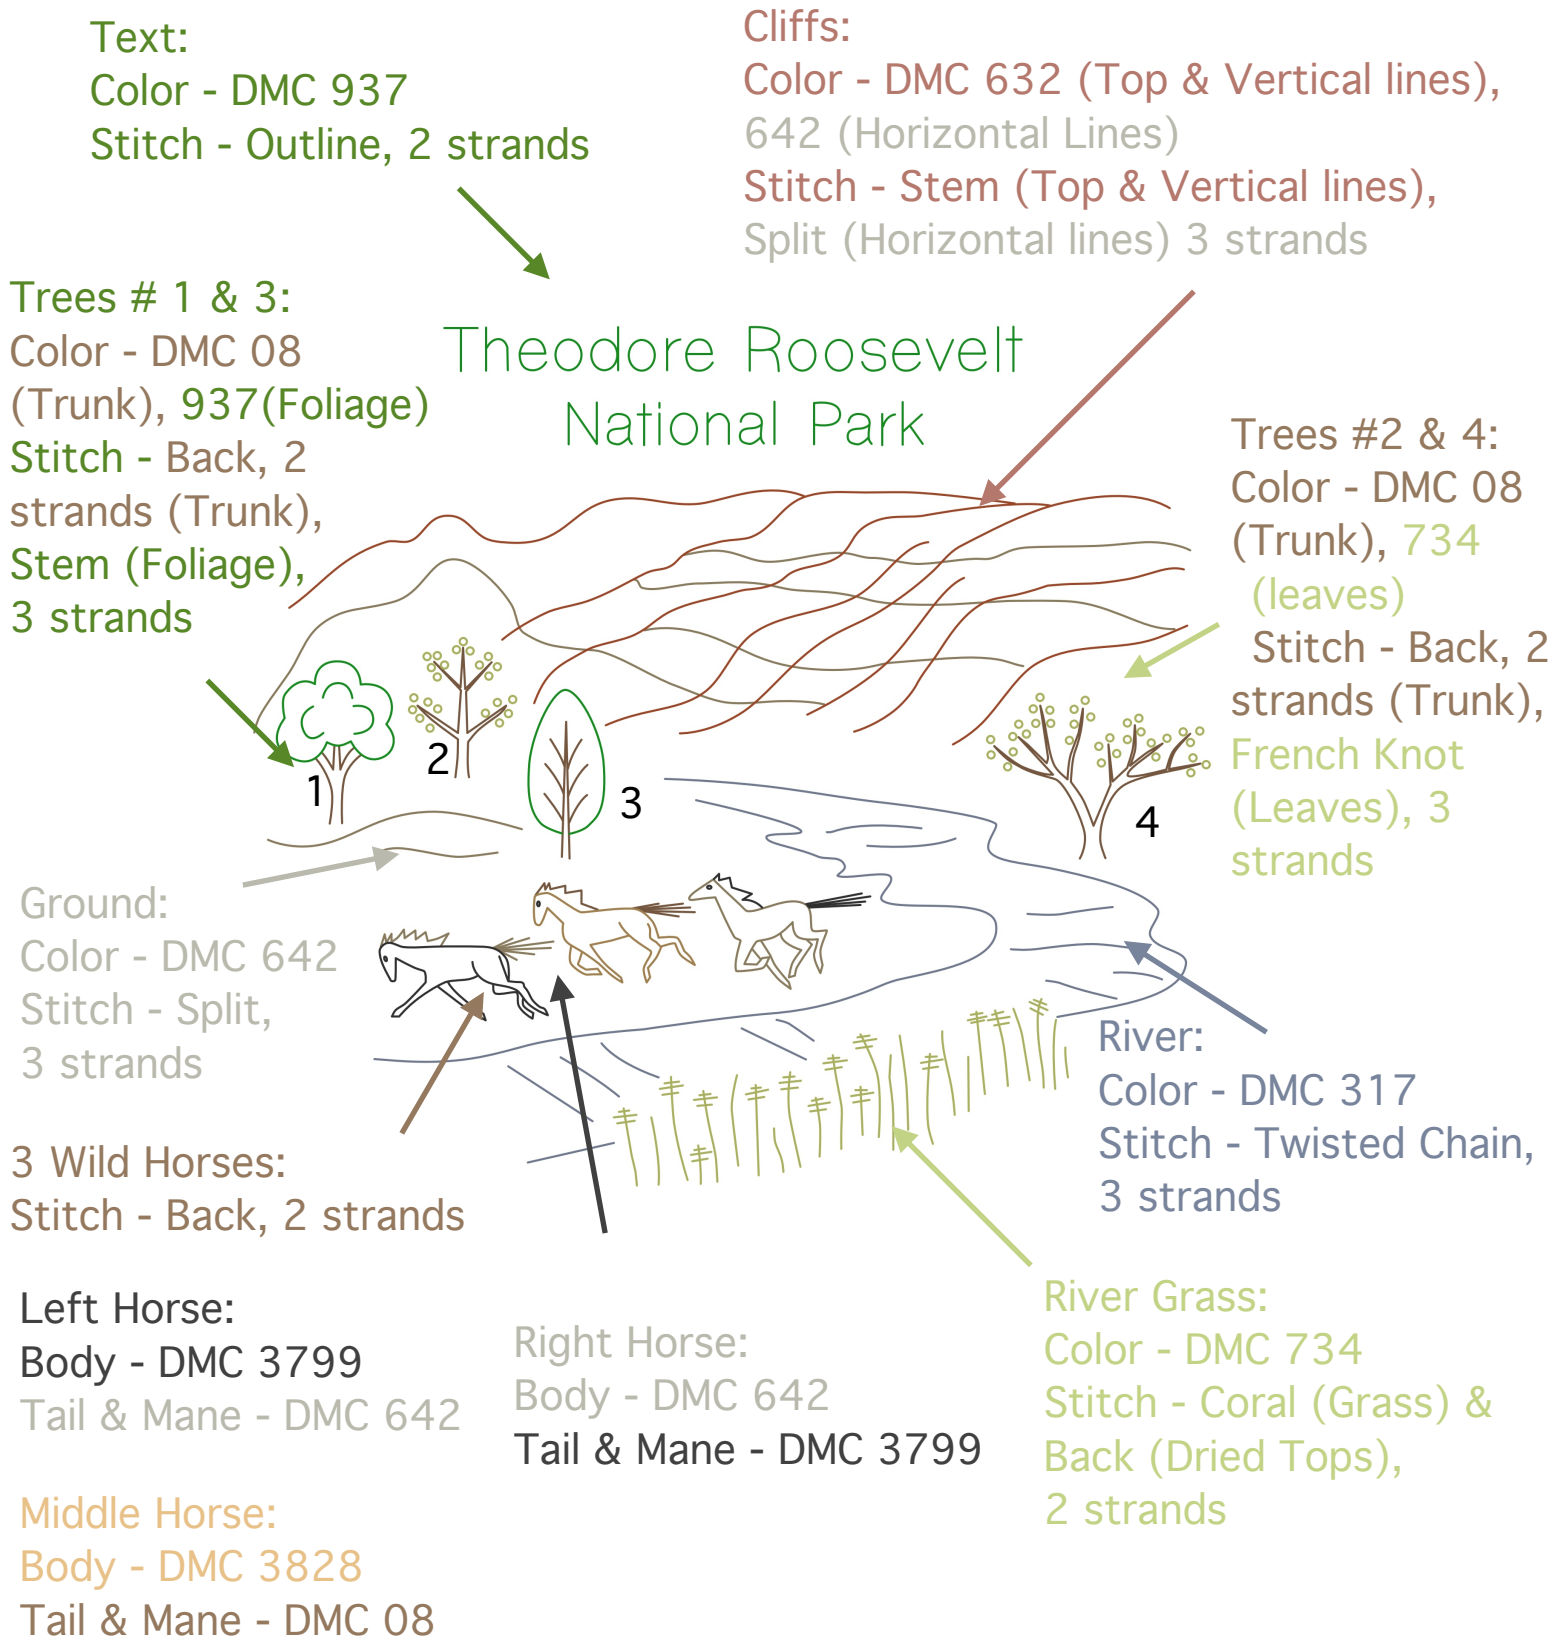 Text:
Color - DMC 937
Stitch - Outline, 2 strands
Cliffs:
Color - DMC 632 (Top & Vertical lines),
642 (Horizontal Lines)
Stitch - Stem (Top & Vertical lines),
Split (Horizontal lines) 3 strands
Trees # 1 & 3:
Color - DMC 08
(Trunk), 937(Foliage)
Stitch - Back, 2
strands (Trunk),
Stem (Foliage),
3 strands
Theodore Roosevelt
National Park
Trees #2 & 4:
Color - DMC 08
(Trunk), 734
(leaves)
Stitch - Back, 2
strands (Trunk),
French Knot
(Leaves), 3
strands
1
2
3
4
Ground:
Color - DMC 642
Stitch - Split,
3 strands
River:
Color - DMC 317
Stitch - Twisted Chain,
3 strands
3 Wild Horses:
Stitch - Back, 2 strands
Left Horse:
Body - DMC 3799
Tail & Mane - DMC 642
Right Horse:
Body - DMC 642
Tail & Mane - DMC 3799
River Grass:
Color - DMC 734
Stitch - Coral (Grass) &
Back (Dried Tops),
2 strands
Middle Horse:
Body - DMC 3828
Tail & Mane - DMC 08